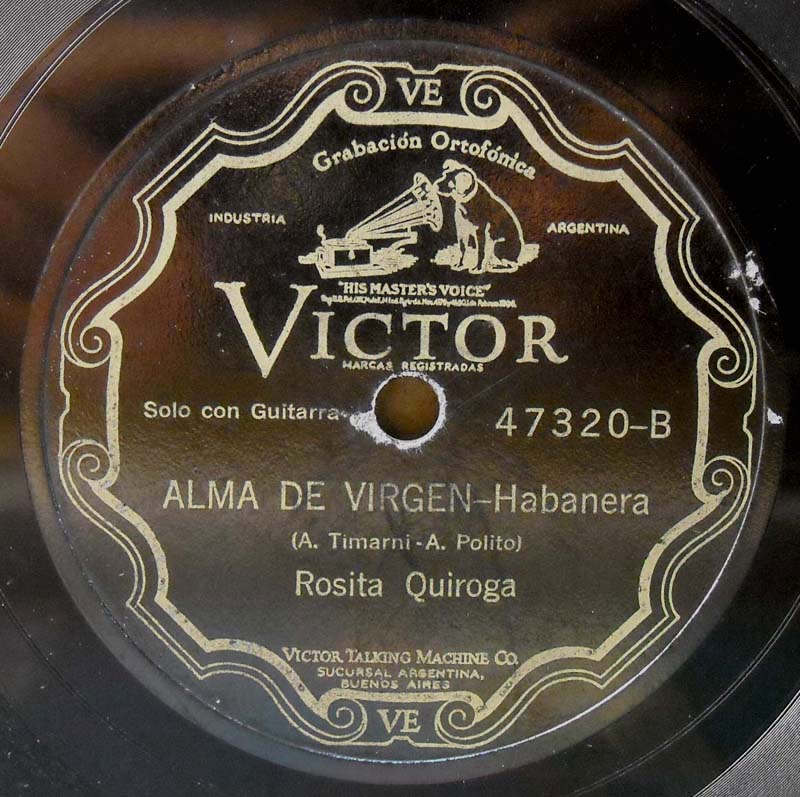 VE
Grabación Ortofónica
INDUSTRIA ARGENTINA
"HIS MASTER'S VOICE"
VICTOR
MARCAS REGISTRADAS
Solo con Guitarra
47320-B
ALMA DE VIRGEN-Habanera
(A. Timarni - A. Polito)
Rosita Quiroga
VICTOR TALKING MACHINE CO.
SUCURSAL ARGENTINA,
BUENOS AIRES
VE